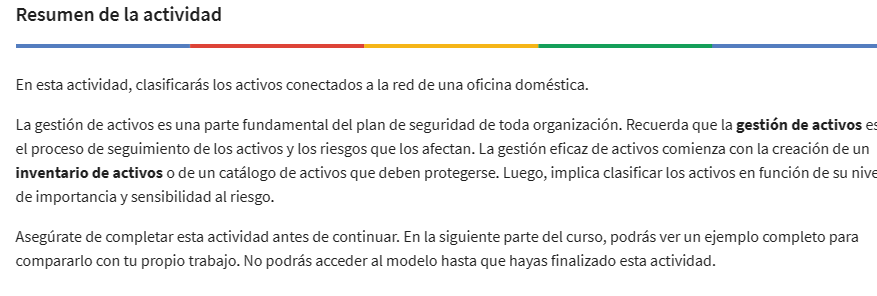 Resumen de la actividad
En esta actividad, clasificarás los activos conectados a la red de una oficina doméstica.
La gestión de activos es una parte fundamental del plan de seguridad de toda organización. Recuerda que la gestión de activos es
el proceso de seguimiento de los activos y los riesgos que los afectan. La gestión eficaz de activos comienza con la creación de un
inventario de activos o de un catálogo de activos que deben protegerse. Luego, implica clasificar los activos en función de su nive
de importancia y sensibilidad al riesgo.
Asegúrate de completar esta actividad antes de continuar. En la siguiente parte del curso, podrás ver un ejemplo completo para
compararlo con tu propio trabajo. No podrás acceder al modelo hasta que hayas finalizado esta actividad.